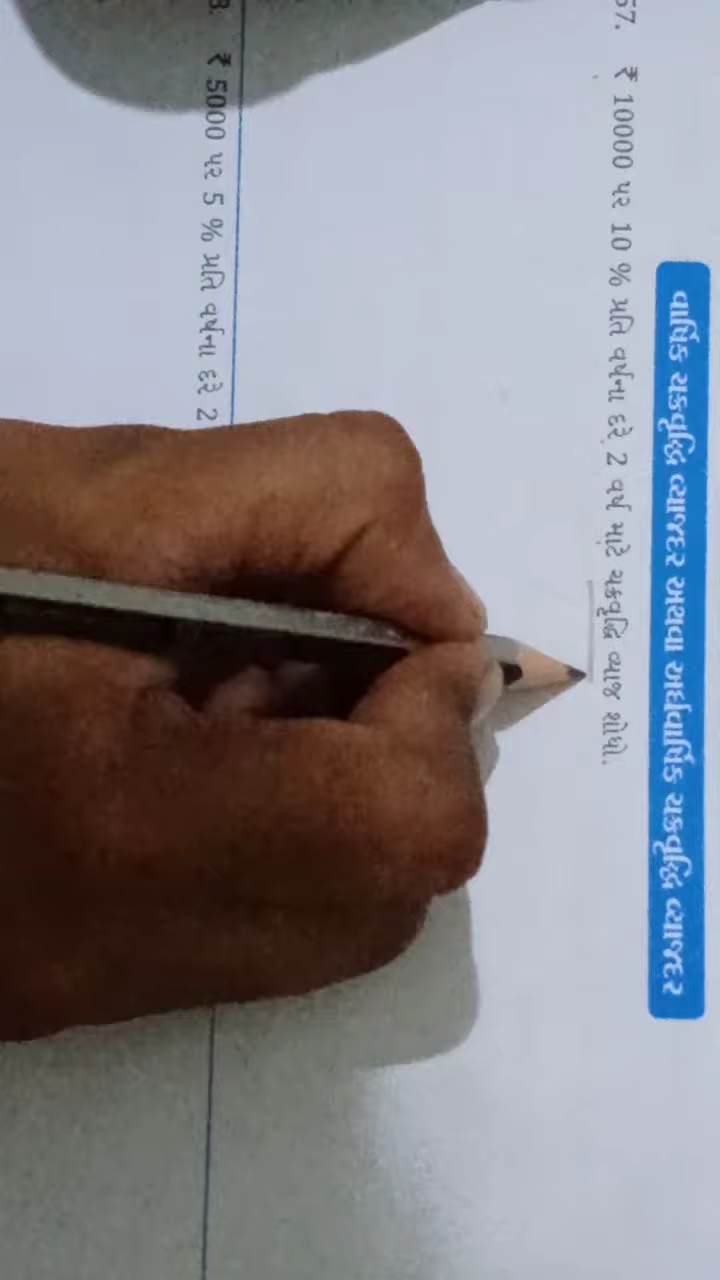 વાર્ષિક ચક્રવૃદ્ધિ વ્યાજદર અથવા અર્ધવાર્ષિક ચક્રવૃદ્ધિ વ્યાજદર
57. ₹ 10000 પર 10 % પ્રતિ વર્ષના દરે 2 વર્ષ માટે ચક્રવૃદ્ધિ વ્યાજ શોધો.
8. ₹ 5000 પર 5 % પ્રતિ વર્ષના દરે 2